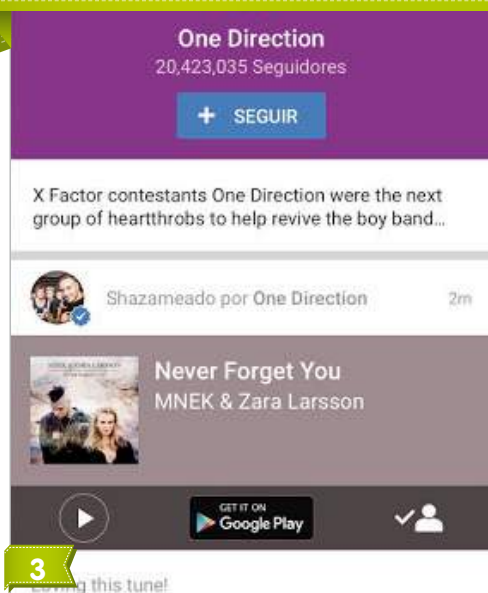 One Direction
20,423,035 Seguidores
+ SEGUIR
X Factor contestants One Direction were the next
group of heartthrobs to help revive the boy band...
Shazameado por One Direction 2m
Never Forget You
MNEK & Zara Larsson
GET IT ON
Google Play
3
this tune!